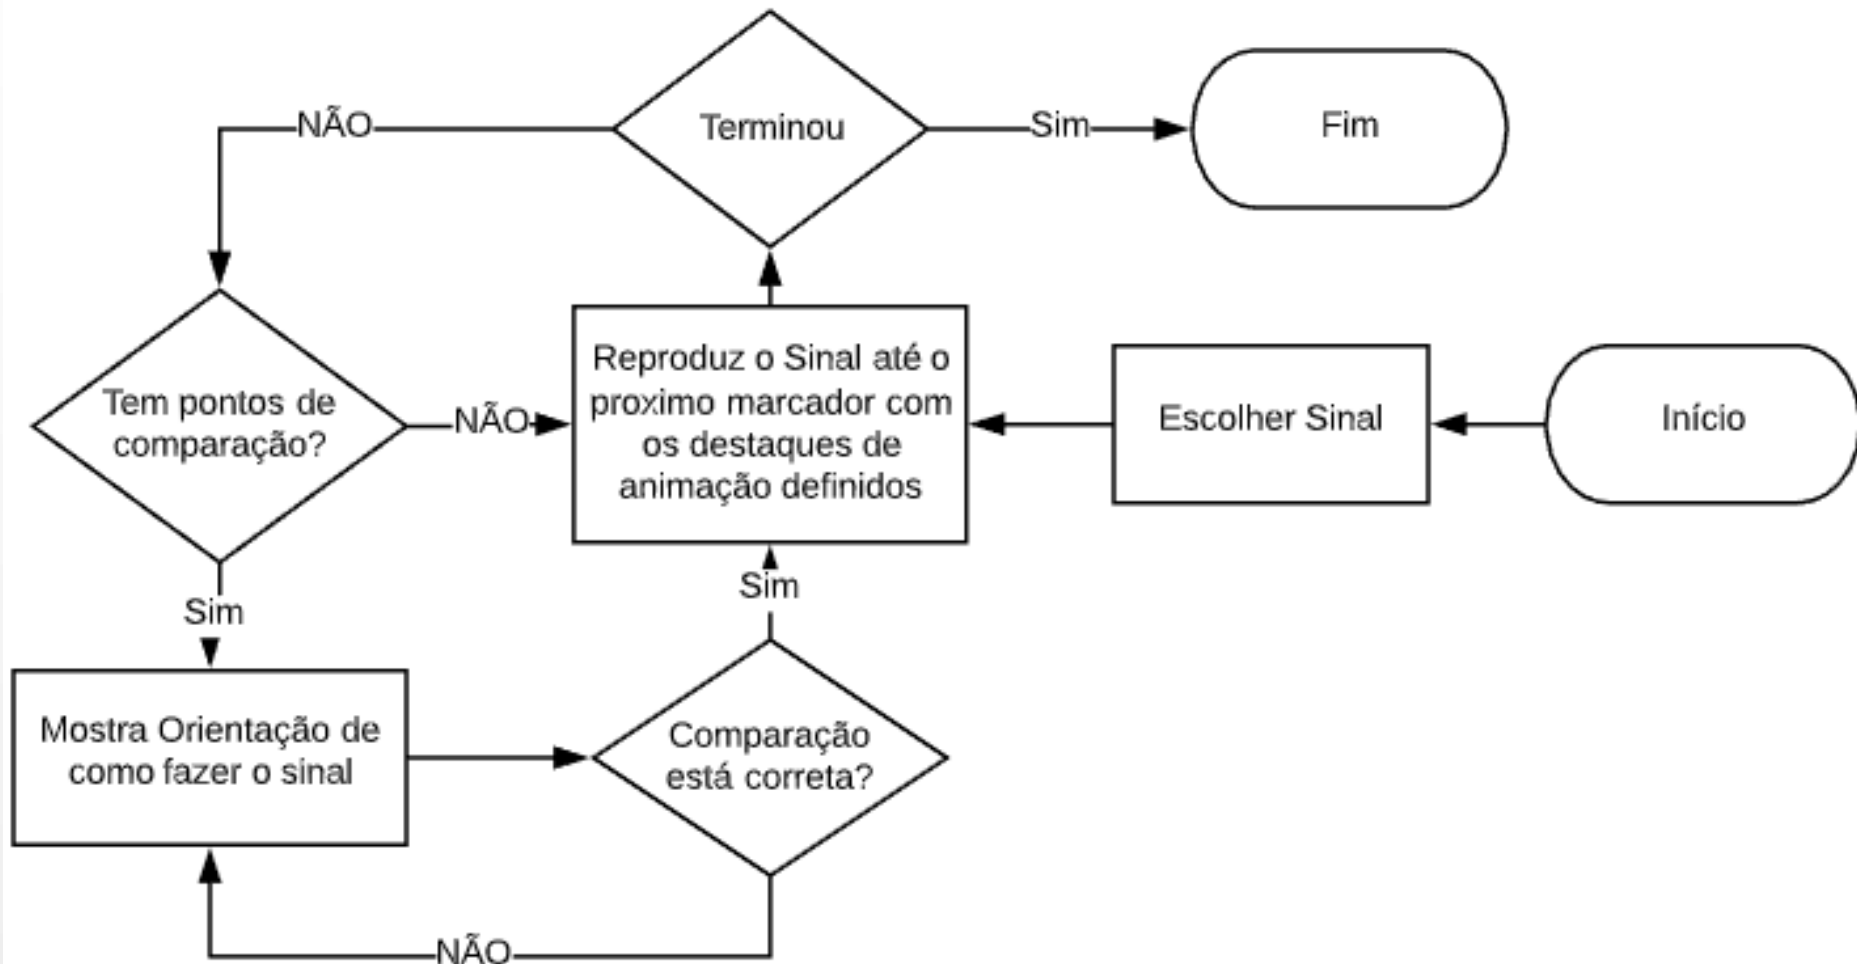 NÃO
Terminou
Sim
Fim
Tem pontos de
comparação?
NÃO
Reproduz o Sinal até o
proximo marcador com
os destaques de
animação definidos
Escolher Sinal
Início
Sim
Sim
Mostra Orientação de
como fazer o sinal
Comparação
está correta?
NÃO